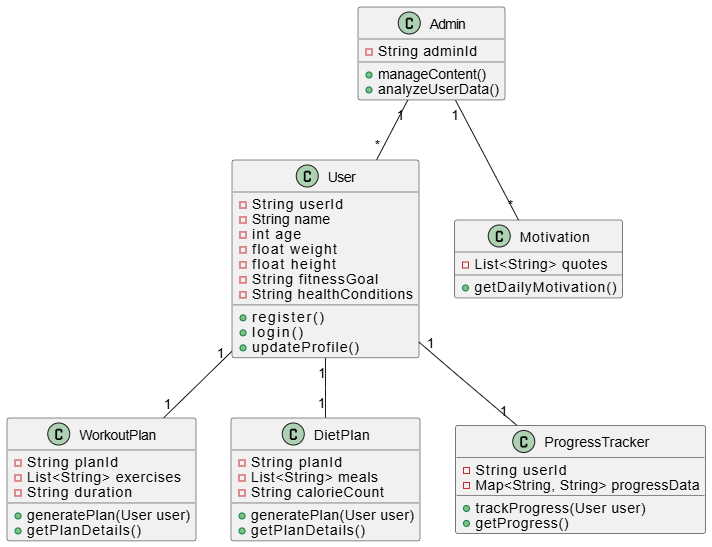 C Admin
String adminId
manageContent()
analyzeUserData()
1
1
*
*
C User
String userId
String name
int age
float weight
float height
String fitnessGoal
String healthConditions
register()
login()
updateProfile()
C Motivation
List<String> quotes
getDailyMotivation()
1
1
1
1
1
1
C WorkoutPlan
String planId
List<String> exercises
String duration
generatePlan(User user)
getPlanDetails()
C DietPlan
String planId
List<String> meals
String calorieCount
generatePlan(User user)
getPlanDetails()
C ProgressTracker
String userId
Map<String, String> progressData
trackProgress(User user)
getProgress()